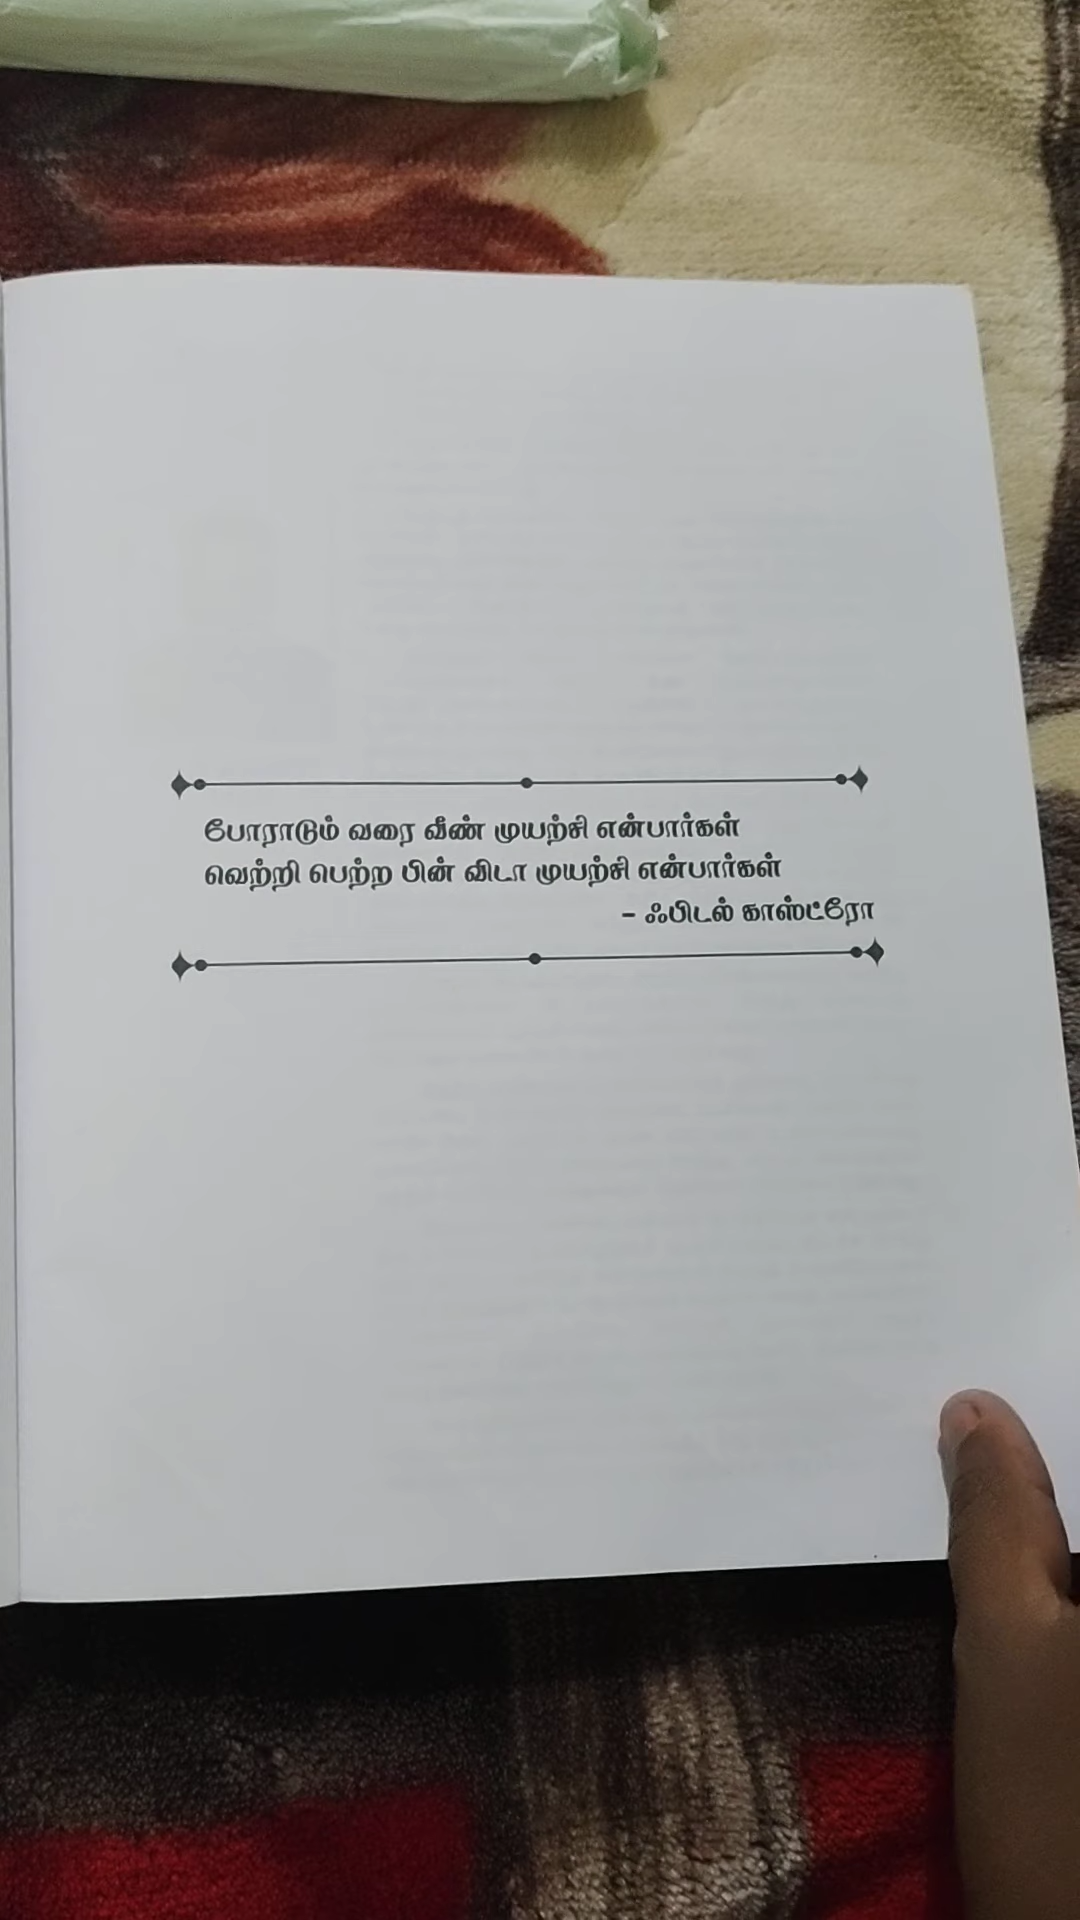 போராடும் வரை வீண் முயற்சி என்பார்கள்
வெற்றி பெற்ற பின் விடா முயற்சி என்பார்கள்
– ஃபிடல் காஸ்ட்ரோ